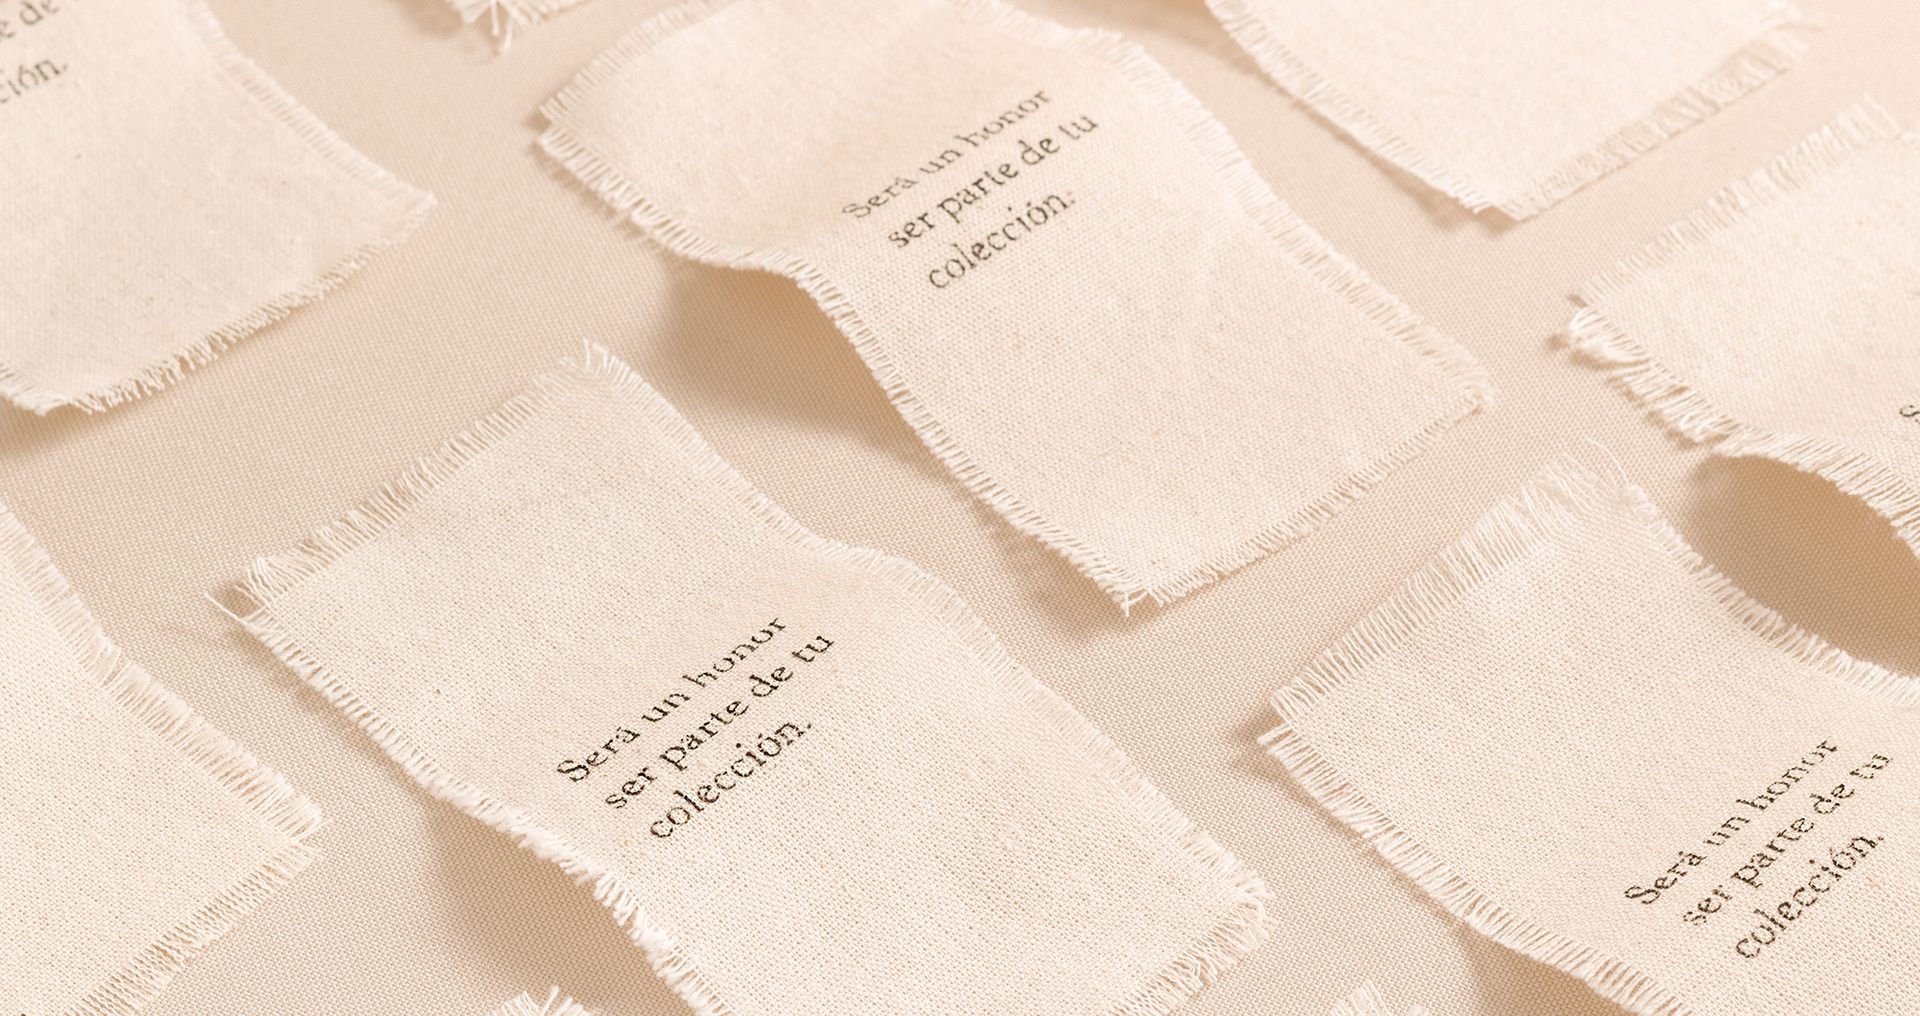 de
ción.
Será un honor
ser parte de tu
colección.
Será un honor
ser parte de tu
colección.
Será un honor
ser parte de tu
colección.